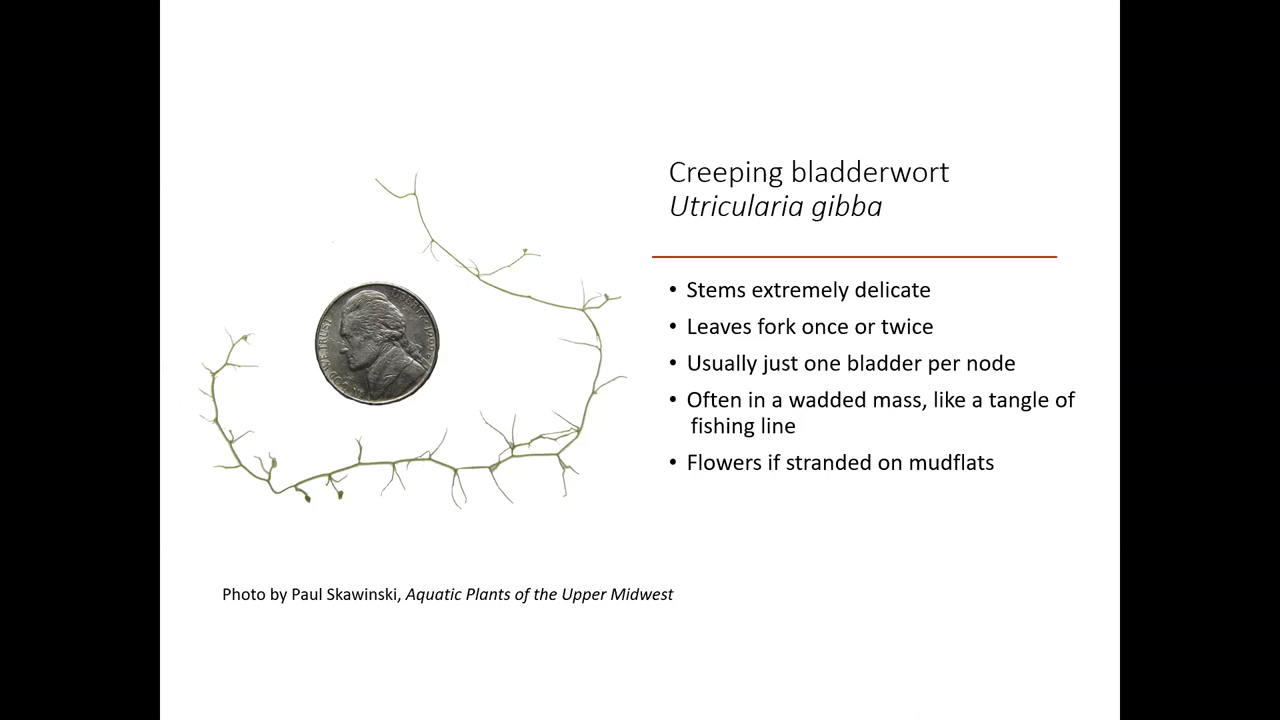 Creeping bladderwort
Utricularia gibba
• Stems extremely delicate
• Leaves fork once or twice
• Usually just one bladder per node
• Often in a wadded mass, like a tangle of
fishing line
• Flowers if stranded on mudflats
Photo by Paul Skawinski, Aquatic Plants of the Upper Midwest